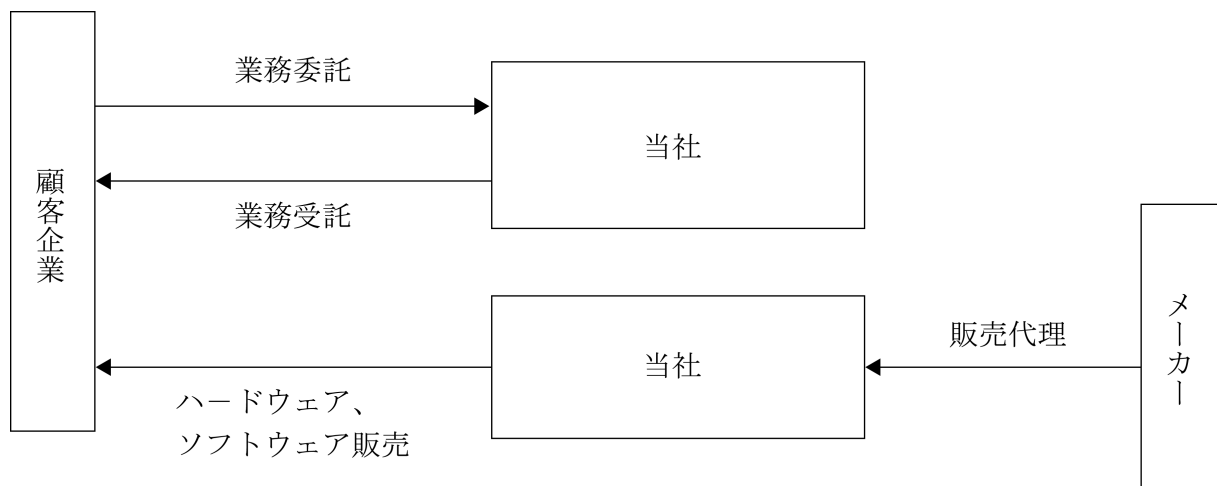 業務委託
当社
業務受託
顧客企業
当社
販売代理
メーカー
ハードウェア、
ソフトウェア販売